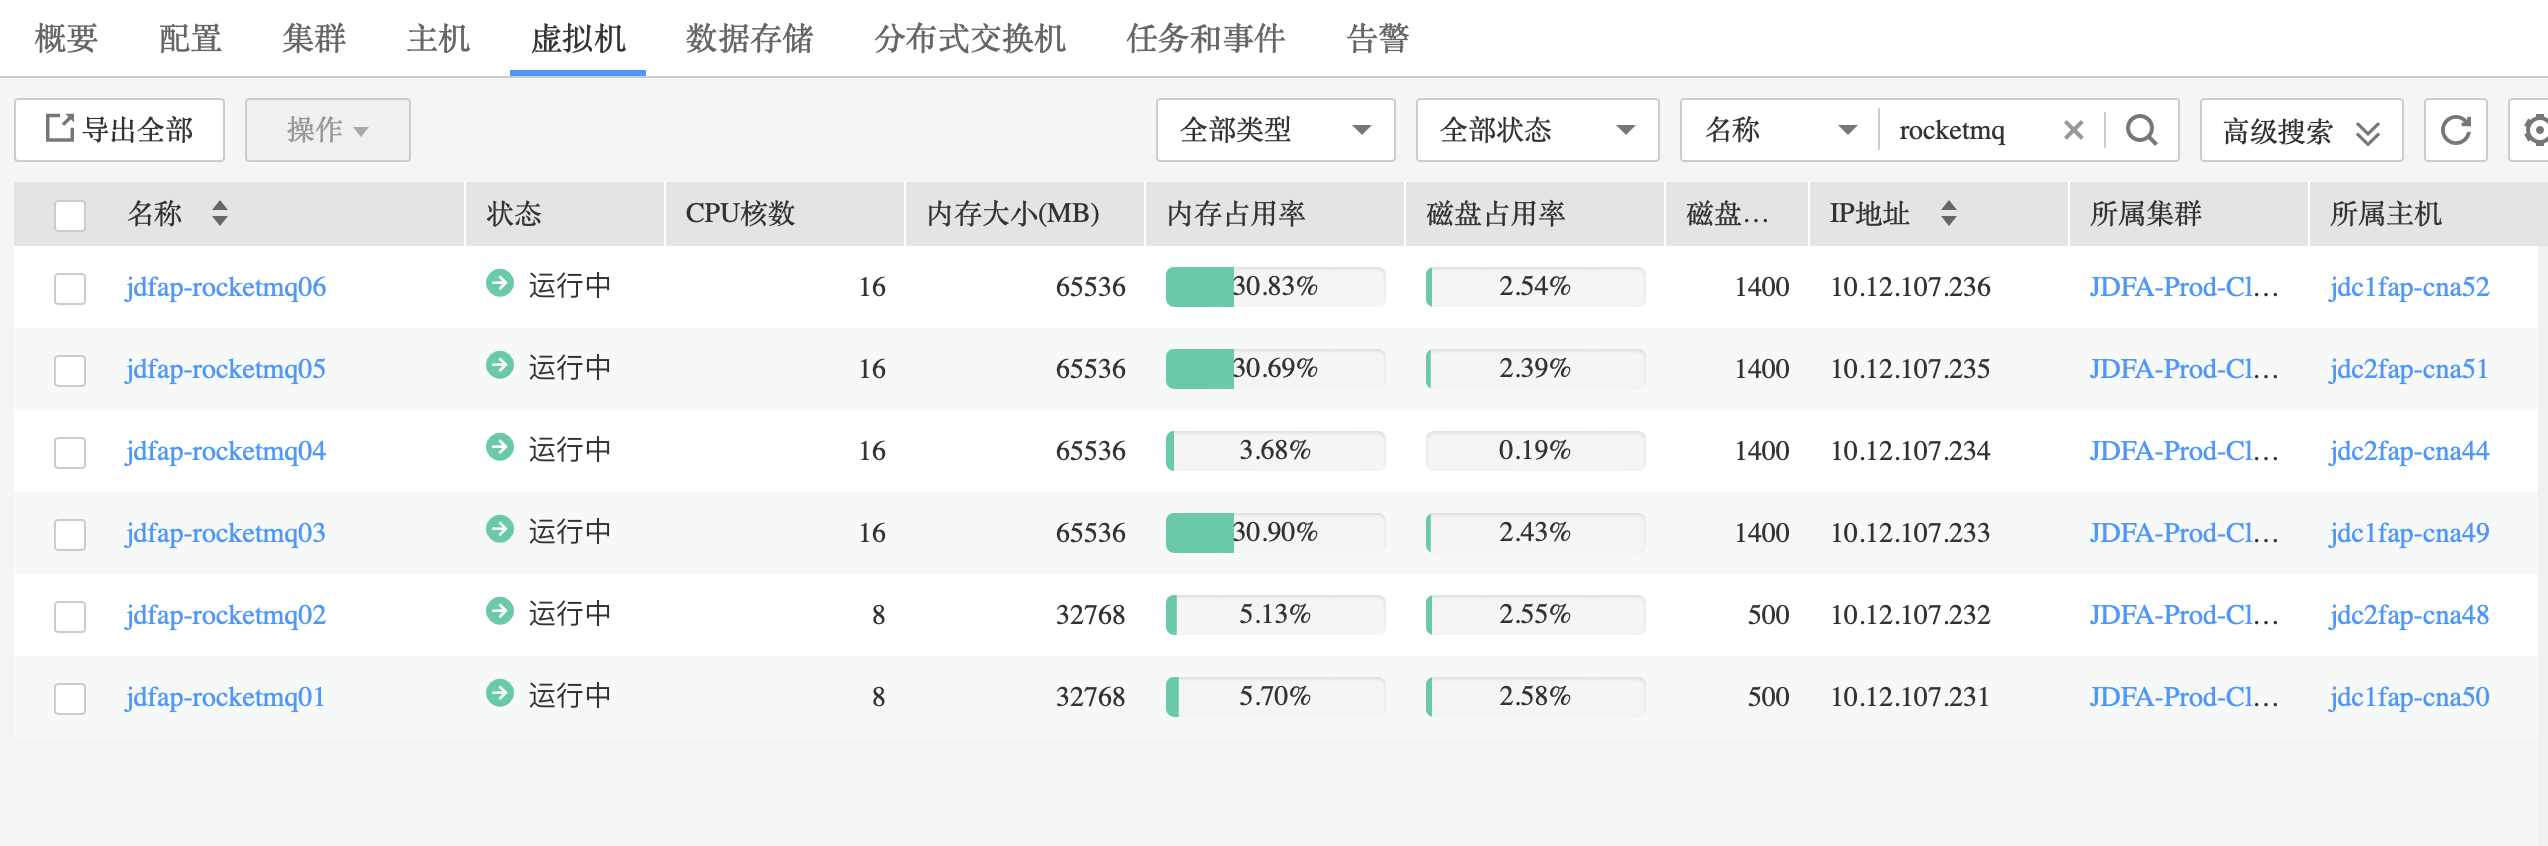 概要 配置 集群 主机 虚拟机 数据存储 分布式交换机 任务和事件 告警
导出全部 操作 全部类型 全部状态 名称 rocketmq 高级搜索
名称 状态 CPU核数 内存大小(MB) 内存占用率 磁盘占用率 磁盘... IP地址 所属集群 所属主机
jdfap-rocketmq06 运行中 16 65536 30.83% 2.54% 1400 10.12.107.236 JDFA-Prod-Cl... jdc1fap-cna52
jdfap-rocketmq05 运行中 16 65536 30.69% 2.39% 1400 10.12.107.235 JDFA-Prod-Cl... jdc2fap-cna51
jdfap-rocketmq04 运行中 16 65536 3.68% 0.19% 1400 10.12.107.234 JDFA-Prod-Cl... jdc2fap-cna44
jdfap-rocketmq03 运行中 16 65536 30.90% 2.43% 1400 10.12.107.233 JDFA-Prod-Cl... jdc1fap-cna49
jdfap-rocketmq02 运行中 8 32768 5.13% 2.55% 500 10.12.107.232 JDFA-Prod-Cl... jdc2fap-cna48
jdfap-rocketmq01 运行中 8 32768 5.70% 2.58% 500 10.12.107.231 JDFA-Prod-Cl... jdc1fap-cna50